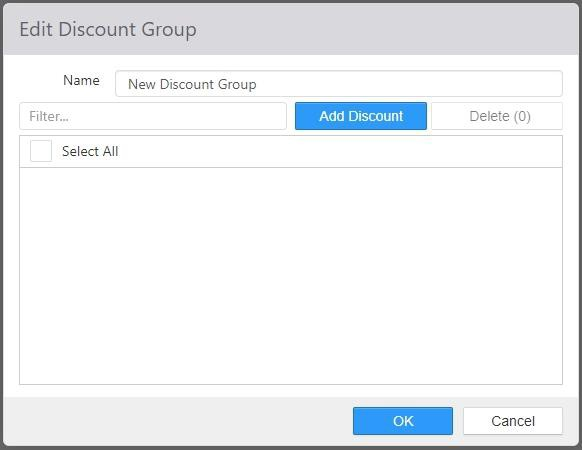 Edit Discount Group
Name New Discount Group
Filter... Add Discount Delete (0)
Select All
OK Cancel